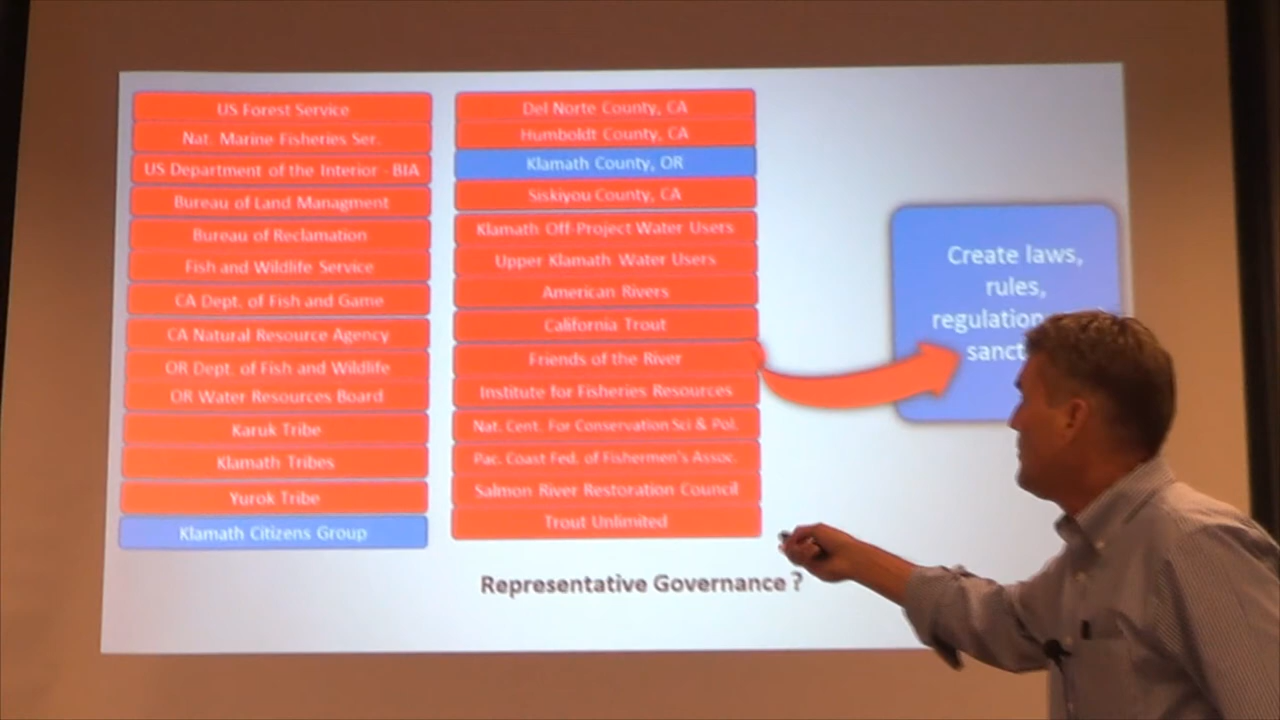 US Forest Service
Nat. Marine Fisheries Ser.
US Department of the Interior - BIA
Bureau of Land Managment
Bureau of Reclamation
Fish and Wildlife Service
CA Dept. of Fish and Game
CA Natural Resource Agency
OR Dept. of Fish and Wildlife
OR Water Resources Board
Karuk Tribe
Klamath Tribes
Yurok Tribe
Klamath Citizens Group
Del Norte County, CA
Humboldt County, CA
Klamath County, OR
Siskiyou County, CA
Klamath Off-Project Water Users
Upper Klamath Water Users
American Rivers
California Trout
Friends of the River
Institute for Fisheries Resources
Nat. Cent. For Conservation Sci & Pol.
Pac. Coast Fed. of Fishermen's Assoc.
Salmon River Restoration Council
Trout Unlimited
Create laws,
rules,
regulation
sanct
Representative Governance ?